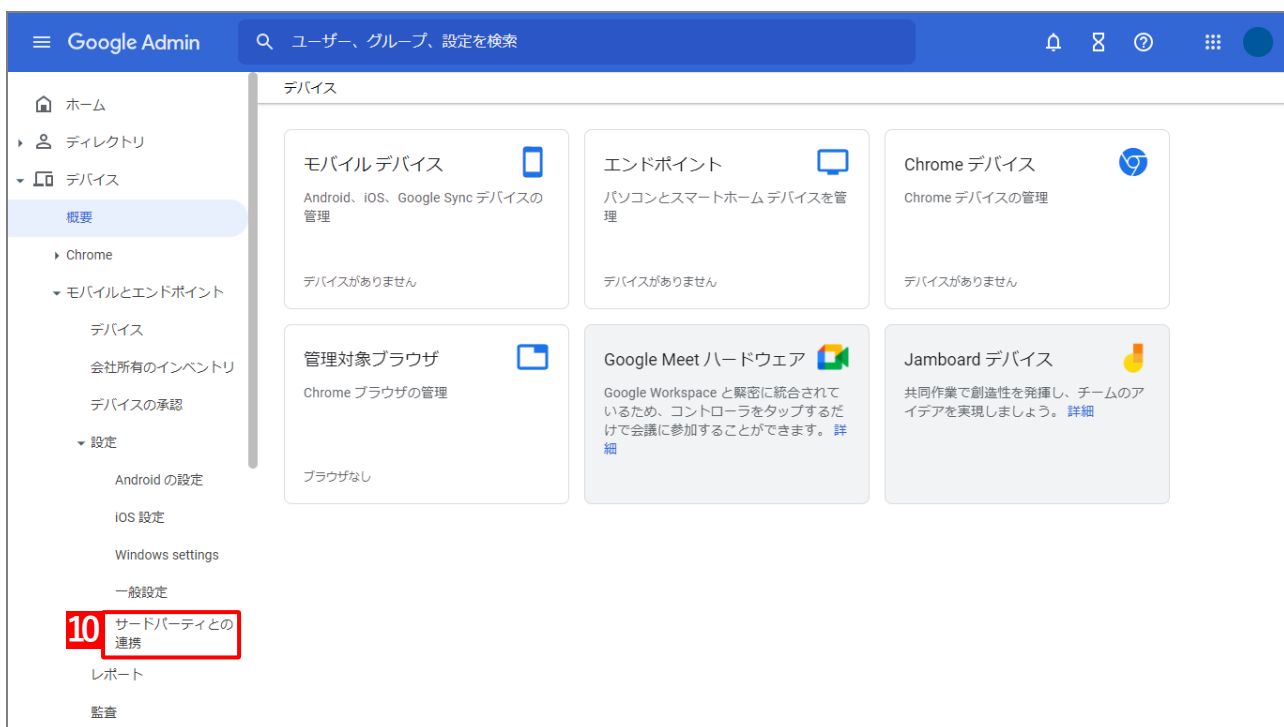 Google Admin
ユーザー、グループ、設定を検索
デバイス
ホーム
ディレクトリ
デバイス
概要
Chrome
モバイルとエンドポイント
デバイス
会社所有のインベントリ
デバイスの承認
設定
Android の設定
iOS 設定
Windows settings
一般設定
10
サードパーティとの
連携
レポート
監査
モバイル デバイス
Android、iOS、Google Sync デバイスの
管理
デバイスがありません
エンドポイント
パソコンとスマートホーム デバイスを管
理
デバイスがありません
Chrome デバイス
Chrome デバイスの管理
デバイスがありません
管理対象ブラウザ
Chrome ブラウザの管理
ブラウザなし
Google Meet ハードウェア
Google Workspace と緊密に統合されて
いるため、コントローラをタップするだ
けで会議に参加することができます。 詳
細
Jamboard デバイス
共同作業で創造性を発揮し、チームのア
イデアを実現しましょう。 詳細